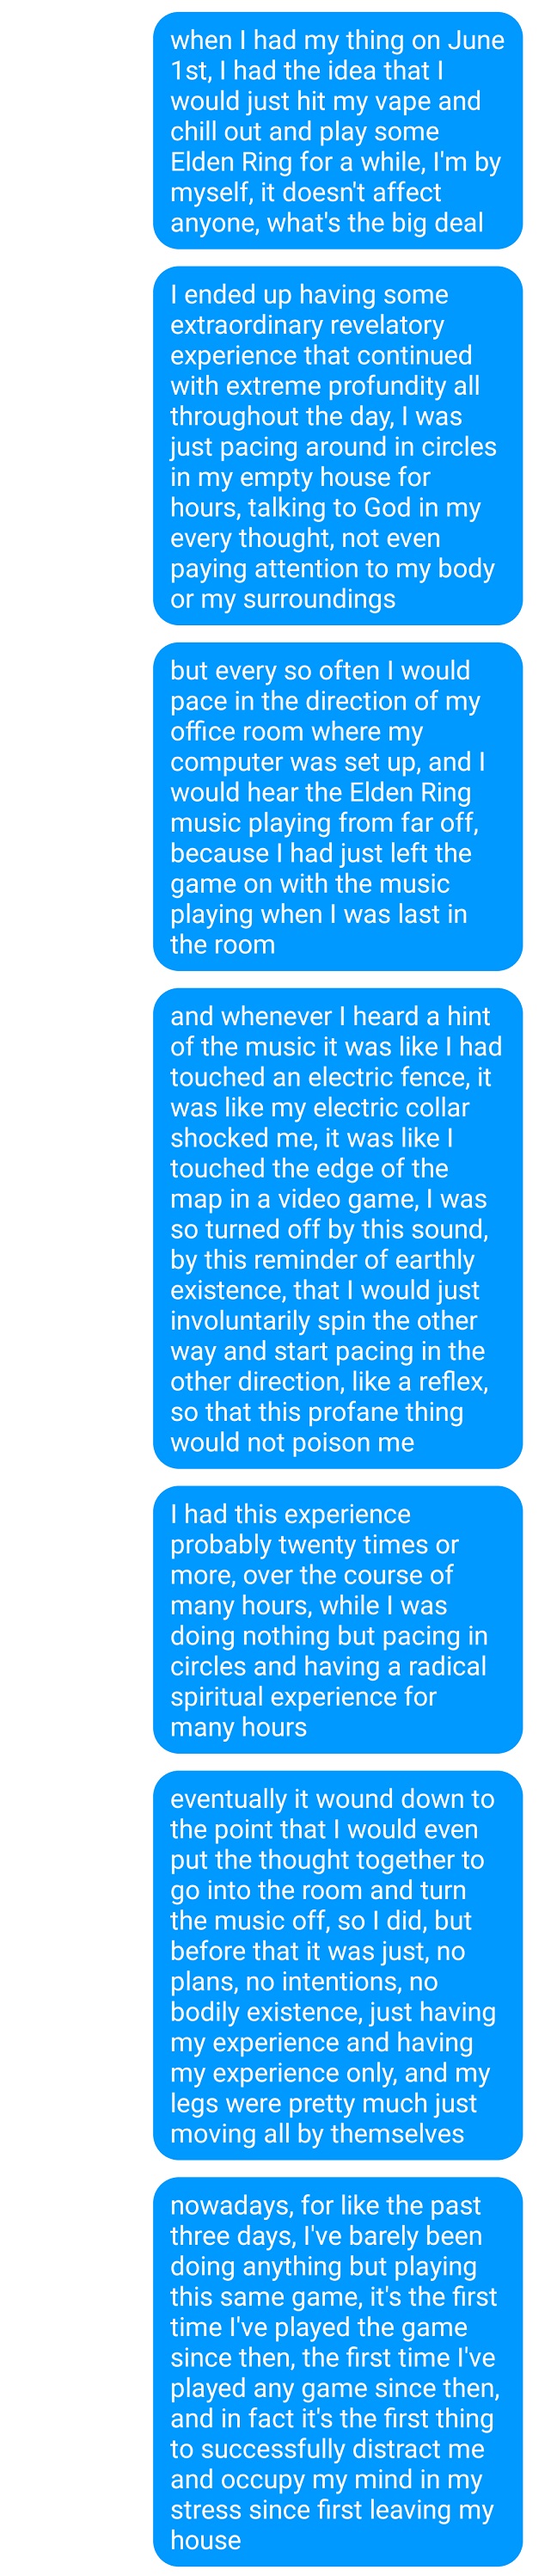 when I had my thing on June
1st, I had the idea that I
would just hit my vape and
chill out and play some
Elden Ring for a while, I'm by
myself, it doesn't affect
anyone, what's the big deal
I ended up having some
extraordinary revelatory
experience that continued
with extreme profundity all
throughout the day, I was
just pacing around in circles
in my empty house for
hours, talking to God in my
every thought, not even
paying attention to my body
or my surroundings
but every so often I would
pace in the direction of my
office room where my
computer was set up, and I
would hear the Elden Ring
music playing from far off,
because I had just left the
game on with the music
playing when I was last in
the room
and whenever I heard a hint
of the music it was like I had
touched an electric fence, it
was like my electric collar
shocked me, it was like I
touched the edge of the
map in a video game, I was
so turned off by this sound,
by this reminder of earthly
existence, that I would just
involuntarily spin the other
way and start pacing in the
other direction, like a reflex,
so that this profane thing
would not poison me
I had this experience
probably twenty times or
more, over the course of
many hours, while I was
doing nothing but pacing in
circles and having a radical
spiritual experience for
many hours
eventually it wound down to
the point that I would even
put the thought together to
go into the room and turn
the music off, so I did, but
before that it was just, no
plans, no intentions, no
bodily existence, just having
my experience and having
my experience only, and my
legs were pretty much just
moving all by themselves
nowadays, for like the past
three days, I've barely been
doing anything but playing
this same game, it's the first
time I've played the game
since then, the first time I've
played any game since then,
and in fact it's the first thing
to successfully distract me
and occupy my mind in my
stress since first leaving my
house